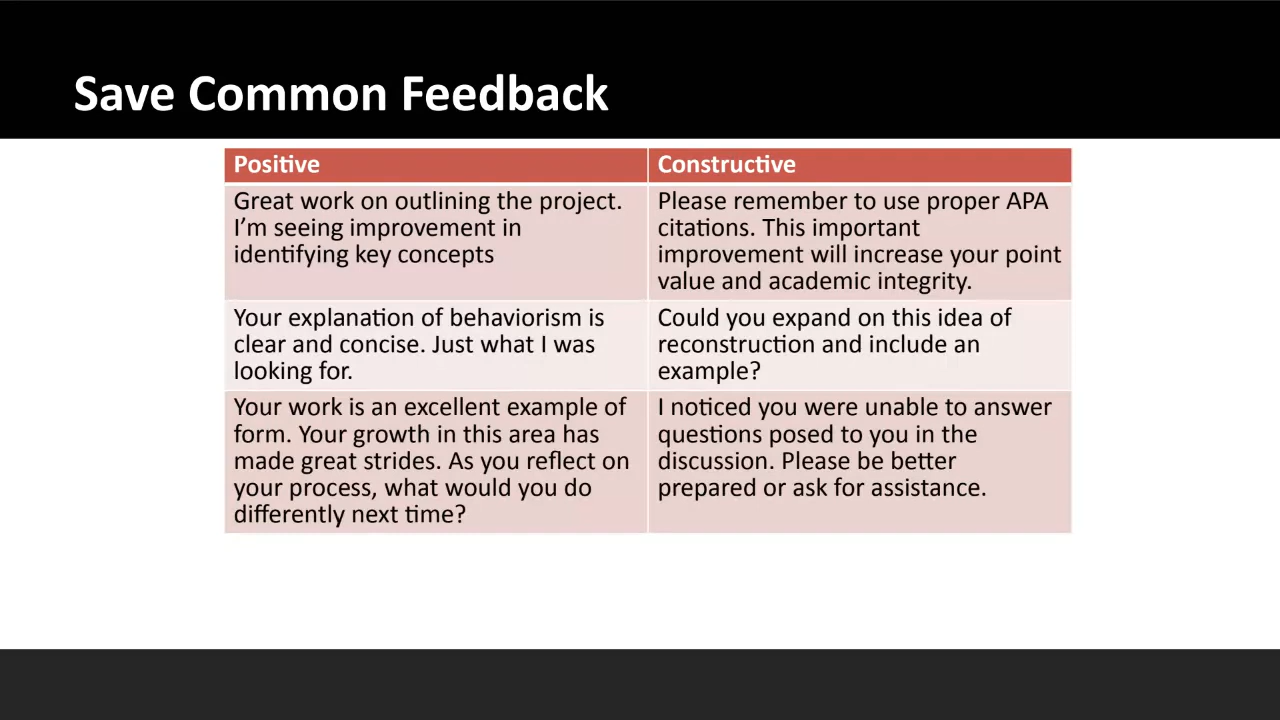 Save Common Feedback
Positive
Constructive
Great work on outlining the project.
I’m seeing improvement in
identifying key concepts
Please remember to use proper APA
citations. This important
improvement will increase your point
value and academic integrity.
Your explanation of behaviorism is
clear and concise. Just what I was
looking for.
Could you expand on this idea of
reconstruction and include an
example?
Your work is an excellent example of
form. Your growth in this area has
made great strides. As you reflect on
your process, what would you do
differently next time?
I noticed you were unable to answer
questions posed to you in the
discussion. Please be better
prepared or ask for assistance.